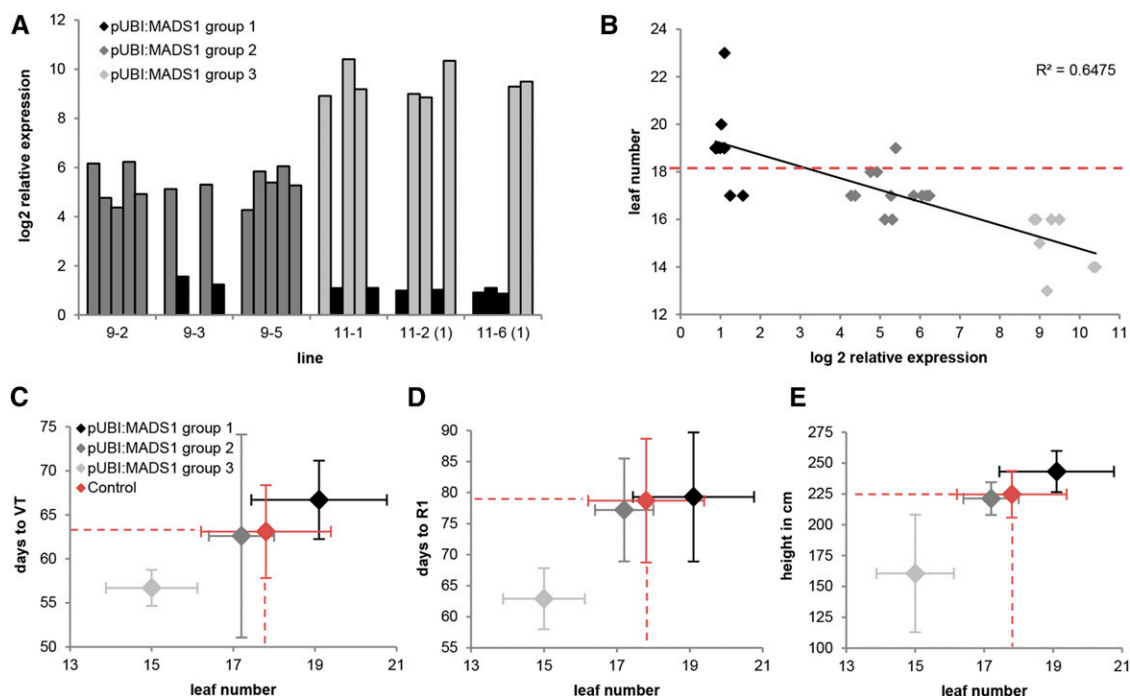 A
pUBI:MADS1 group 1
pUBI:MADS1 group 2
pUBI:MADS1 group 3
log2 relative expression
12
10
8
6
4
2
0
9-2 9-3 9-5 11-1 11-2 (1) 11-6 (1)
line
B
R² = 0.6475
leaf number
24
22
20
18
16
14
12
0 1 2 3 4 5 6 7 8 9 10 11
log 2 relative expression
C
pUBI:MADS1 group 1
pUBI:MADS1 group 2
pUBI:MADS1 group 3
Control
days to VT
75
70
65
60
55
50
13 15 17 19 21
leaf number
D
days to R1
90
85
80
75
70
65
60
55
13 15 17 19 21
leaf number
E
height in cm
275
250
225
200
175
150
125
100
13 15 17 19 21
leaf number